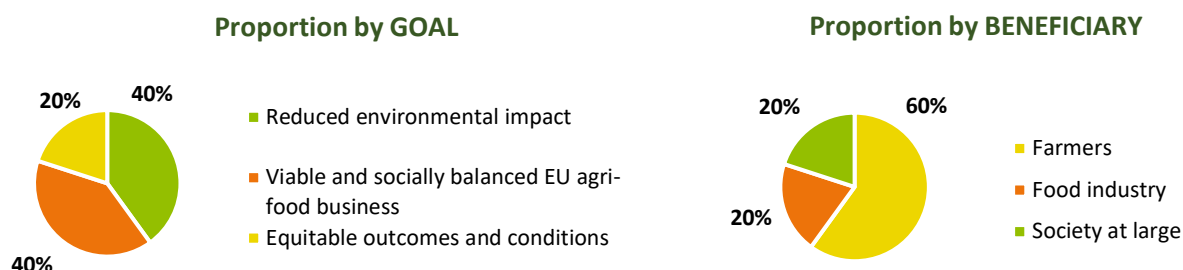 Proportion by GOAL
20%
40%
40%
Reduced environmental impact
Viable and socially balanced EU agri-
food business
Equitable outcomes and conditions
Proportion by BENEFICIARY
20%
60%
20%
Farmers
Food industry
Society at large